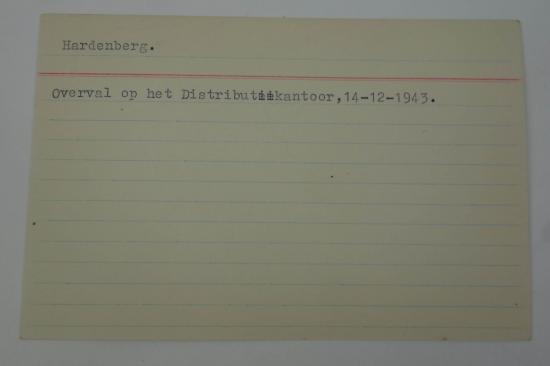 Hardenberg.
Overval op het Distributiekantoor,14-12-1943.